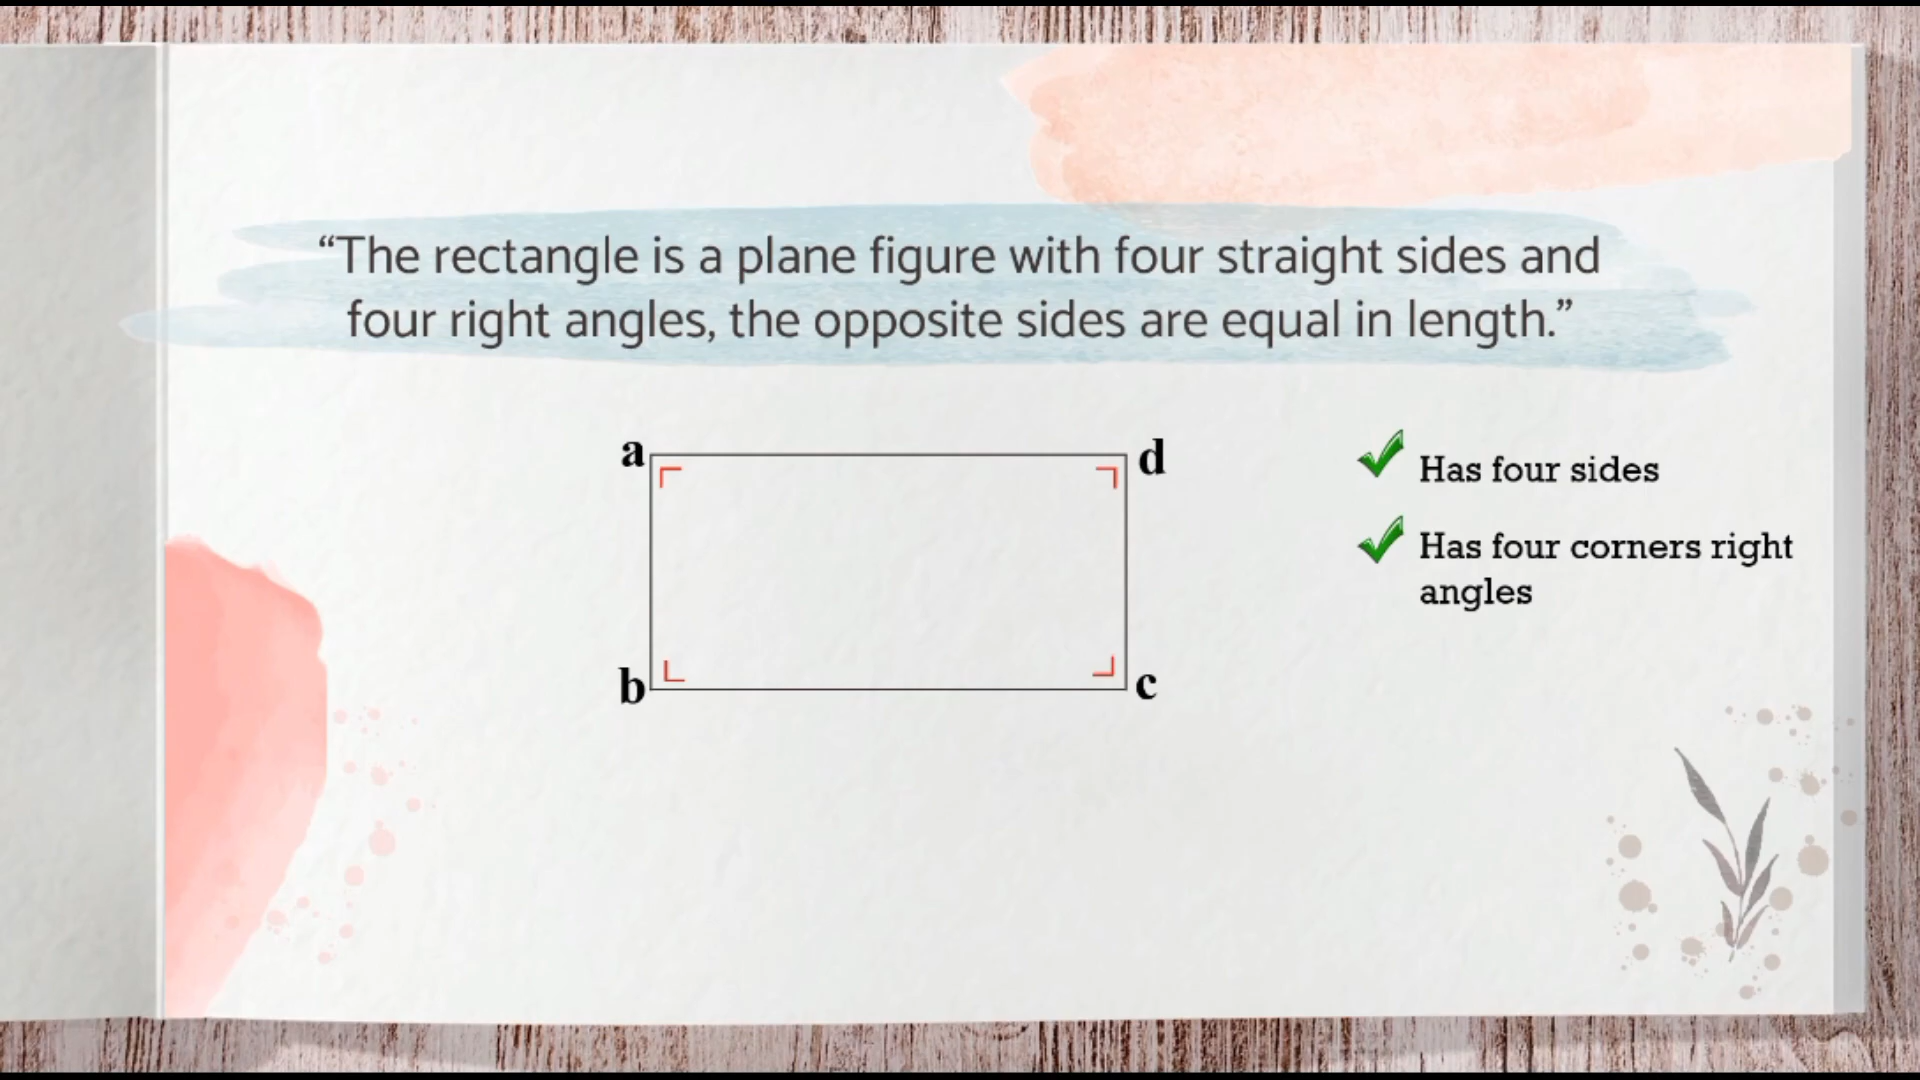 “The rectangle is a plane figure with four straight sides and
four right angles, the opposite sides are equal in length.”
a
d
b
c
Has four sides
Has four corners right
angles